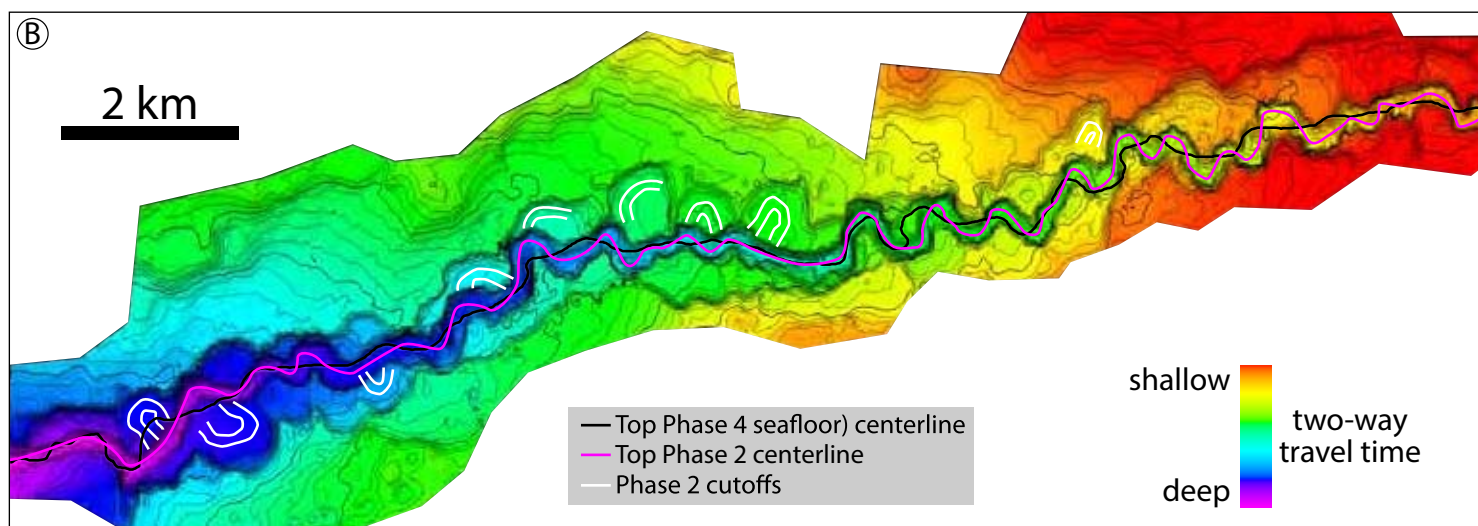 B
2 km
shallow
two-way
travel time
deep
Top Phase 4 seafloor) centerline
Top Phase 2 centerline
Phase 2 cutoffs